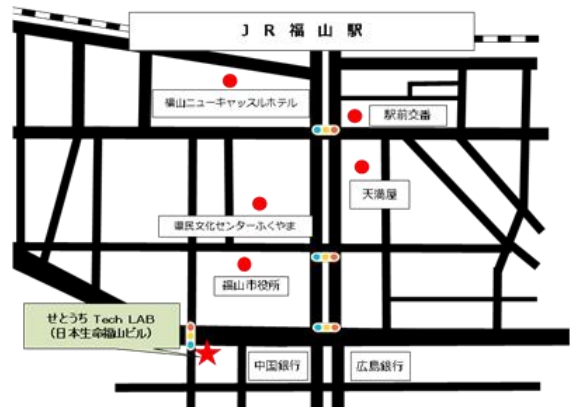 JR福山駅
福山ニューキャッスルホテル
駅前交番
天満屋
県民文化センターふくやま
福山市役所
せとうち Tech LAB
(日本生命福山ビル)
中国銀行
広島銀行